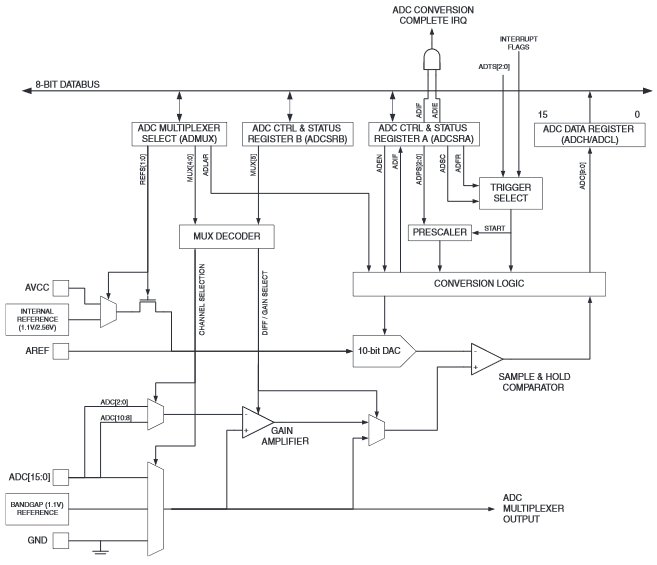 ADC CONVERSION
COMPLETE IRQ
INTERRUPT
FLAGS
ADTS[2:0]
8-BIT DATABUS
ADIF
ADIE
15
0
ADC MULTIPLEXER
SELECT (ADMUX)
ADC CTRL & STATUS
REGISTER B (ADCSRB)
ADC CTRL & STATUS
REGISTER A (ADCSRA)
ADC DATA REGISTER
(ADCH/ADCL)
REFS[1:0]
MUX[4:0]
ADLAR
MUX[5]
ADEN
ADIF
ADPS[2:0]
ADSC
ADFR
ADC[9:0]
TRIGGER
SELECT
MUX DECODER
PRESCALER
START
AVCC
CONVERSION LOGIC
INTERNAL
REFERENCE
(1.1V/2.56V)
CHANNEL SELECTION
DIFF / GAIN SELECT
AREF
10-bit DAC
-
+
SAMPLE & HOLD
COMPARATOR
ADC[2:0]
ADC[10:8]
-
+
GAIN
AMPLIFIER
ADC[15:0]
BANDGAP (1.1V)
REFERENCE
ADC
MULTIPLEXER
OUTPUT
GND